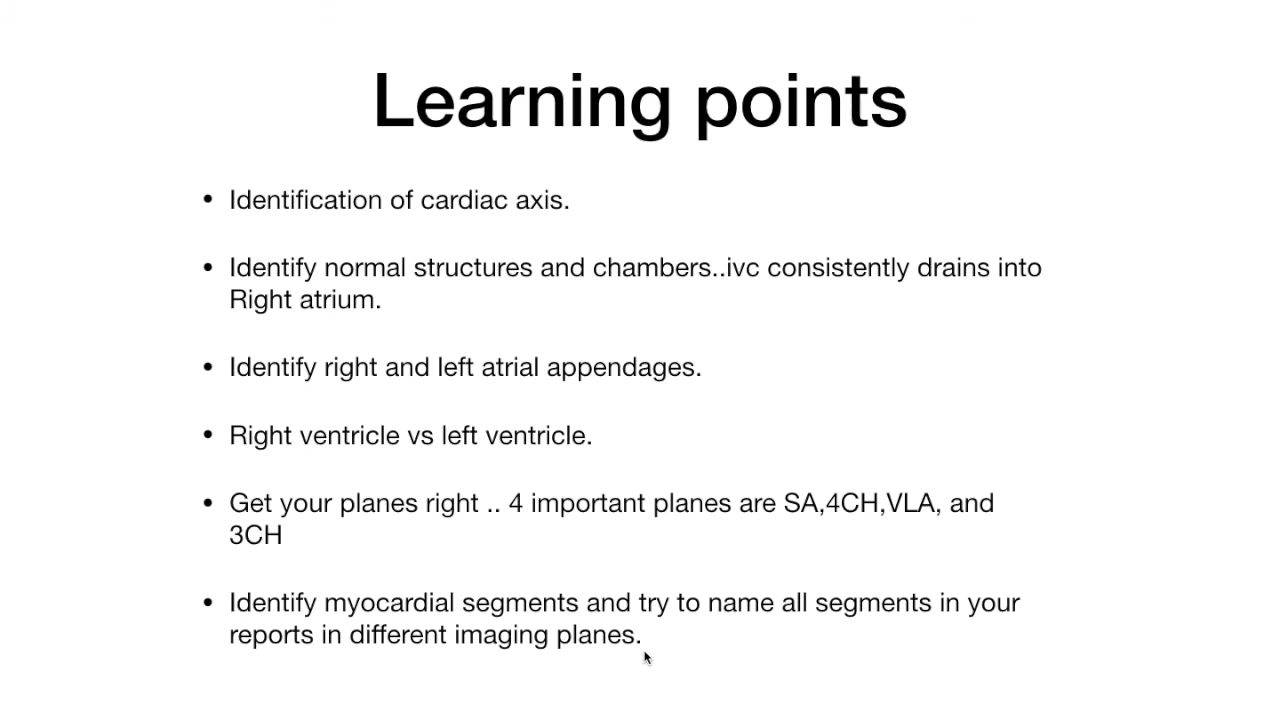 Learning points
• Identification of cardiac axis.
• Identify normal structures and chambers..ivc consistently drains into
Right atrium.
• Identify right and left atrial appendages.
• Right ventricle vs left ventricle.
• Get your planes right .. 4 important planes are SA,4CH,VLA, and
3CH
• Identify myocardial segments and try to name all segments in your
reports in different imaging planes.